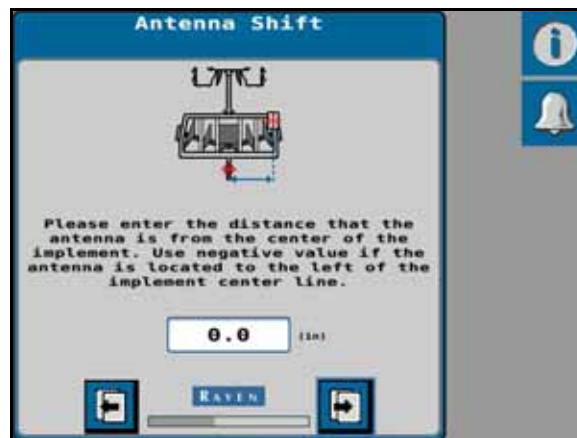 Antenna Shift
Please enter the distance that the
antenna is from the center of the
implement. Use negative value if the
antenna is located to the left of the
implement center line.
0.0 (in)
RAVEN